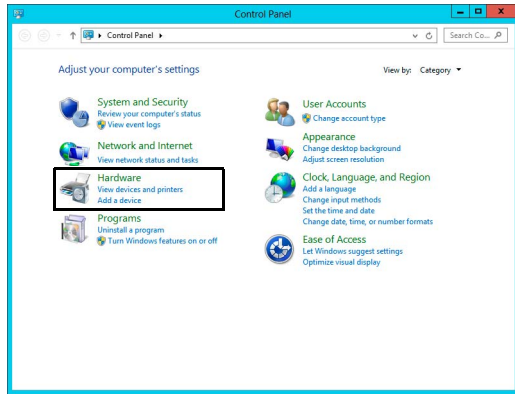 Control Panel
Control Panel
Search Co...
Adjust your computer's settings
View by: Category
System and Security
Review your computer's status
View event logs
Network and Internet
View network status and tasks
Hardware
View devices and printers
Add a device
Programs
Uninstall a program
Turn Windows features on or off
User Accounts
Change account type
Appearance
Change desktop background
Adjust screen resolution
Clock, Language, and Region
Add a language
Change input methods
Set the time and date
Change date, time, or number formats
Ease of Access
Let Windows suggest settings
Optimize visual display